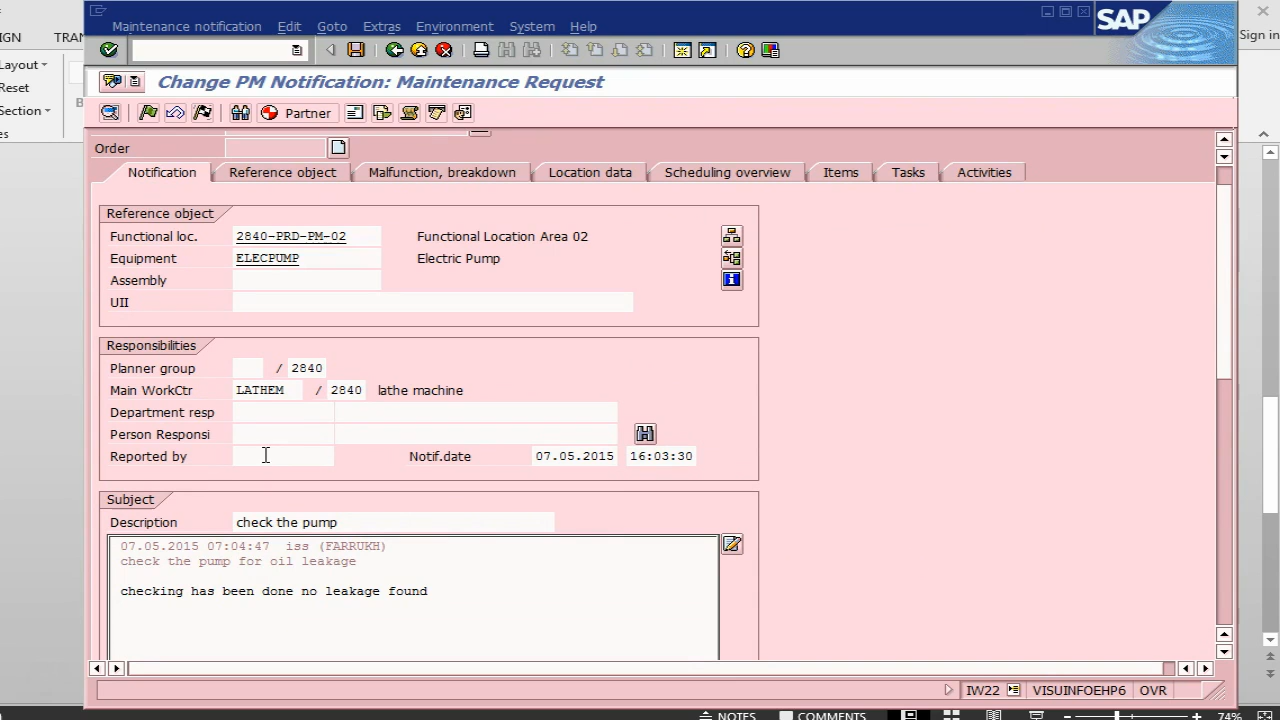 Maintenance notification Edit Goto Extras Environment System Help
SAP
IGN TRAN
Sign in
Layout
Reset
Section
es
Change PM Notification: Maintenance Request
Partner
Order
Notification Reference object Malfunction, breakdown Location data Scheduling overview Items Tasks Activities
Reference object
Functional loc. 2840-PRD-PM-02 Functional Location Area 02
Equipment ELECPUMP Electric Pump
Assembly
UII
Responsibilities
Planner group / 2840
Main WorkCtr LATHEM / 2840 lathe machine
Department resp
Person Responsi
Reported by Notif.date 07.05.2015 16:03:30
Subject
Description check the pump
07.05.2015 07:04:47 iss (FARRUKH)
check the pump for oil leakage
checking has been done no leakage found
IW22 VISUINFOEHP6 OVR
NOTES COMMENTS 74%